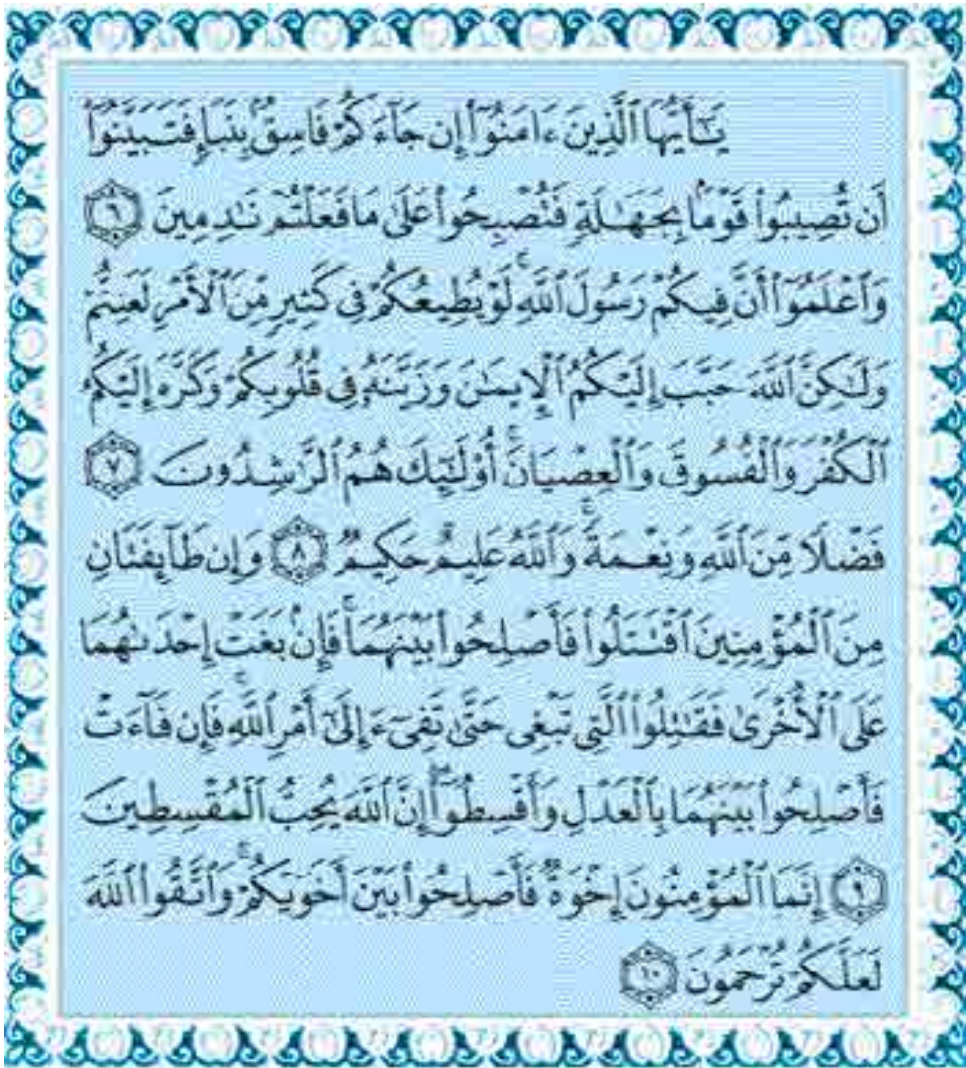 يَـٰٓأَيُّهَا ٱلَّذِينَ ءَامَنُوٓا۟ إِن جَآءَكُمْ فَاسِقٌۢ بِنَبَإٍ فَتَبَيَّنُوٓا۟
أَن تُصِيبُوا۟ قَوْمًۢا بِجَهَـٰلَةٍ فَتُصْبِحُوا۟ عَلَىٰ مَا فَعَلْتُمْ نَـٰدِمِينَ ٦
وَٱعْلَمُوٓا۟ أَنَّ فِيكُمْ رَسُولَ ٱللَّهِ ۚ لَوْ يُطِيعُكُمْ فِى كَثِيرٍ مِّنَ ٱلْأَمْرِ لَعَنِتُّمْ
وَلَـٰكِنَّ ٱللَّهَ حَبَّبَ إِلَيْكُمُ ٱلْإِيمَـٰنَ وَزَيَّنَهُۥ فِى قُلُوبِكُمْ وَكَرَّهَ إِلَيْكُمُ
ٱلْكُفْرَ وَٱلْفُسُوقَ وَٱلْعِصْيَانَ ۚ أُو۟لَـٰٓئِكَ هُمُ ٱلرَّٰشِدُونَ ٧
فَضْلًا مِّنَ ٱللَّهِ وَنِعْمَةً ۚ وَٱللَّهُ عَلِيمٌ حَكِيمٌ ٨ وَإِن طَآئِفَتَانِ
مِنَ ٱلْمُؤْمِنِينَ ٱقْتَتَلُوا۟ فَأَصْلِحُوا۟ بَيْنَهُمَا ۖ فَإِنۢ بَغَتْ إِحْدَىٰهُمَا
عَلَى ٱلْأُخْرَىٰ فَقَـٰتِلُوا۟ ٱلَّتِى تَبْغِى حَتَّىٰ تَفِىٓءَ إِلَىٰٓ أَمْرِ ٱللَّهِ ۚ فَإِن فَآءَتْ
فَأَصْلِحُوا۟ بَيْنَهُمَا بِٱلْعَدْلِ وَأَقْسِطُوٓا۟ ۖ إِنَّ ٱللَّهَ يُحِبُّ ٱلْمُقْسِطِينَ
٩ إِنَّمَا ٱلْمُؤْمِنُونَ إِخْوَةٌ فَأَصْلِحُوا۟ بَيْنَ أَخَوَيْكُمْ ۚ وَٱتَّقُوا۟ ٱللَّهَ
لَعَلَّكُمْ تُرْحَمُونَ ١٠